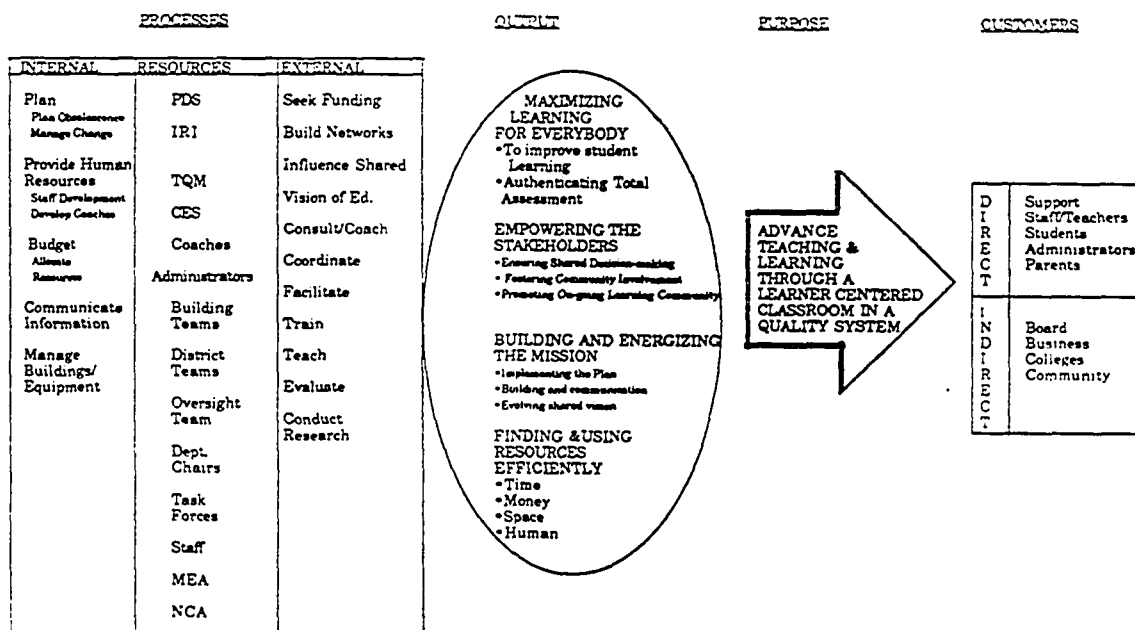 PROCESSES
OUTPUT
PURPOSE
CUSTOMERS
INTERNAL
Plan
Plan Obsolescence
Manage Change
Provide Human
Resources
Staff Development
Develop Coaches
Budget
Allocate
Resources
Communicate
Information
Manage
Buildings/
Equipment
RESOURCES
PDS
IRI
TQM
CES
Coaches
Administrators
Building
Teams
District
Teams
Oversight
Team
Dept.
Chairs
Task
Forces
Staff
MEA
NCA
EXTERNAL
Seek Funding
Build Networks
Influence Shared
Vision of Ed.
Consult/Coach
Coordinate
Facilitate
Train
Teach
Evaluate
Conduct
Research
MAXIMIZING
LEARNING
FOR EVERYBODY
•To improve student
Learning
•Authenticating Total
Assessment
EMPOWERING THE
STAKEHOLDERS
•Ensuring Shared Decision-making
• Fostering Community Involvement
•Promoting On-going Learning Community
BUILDING AND ENERGIZING
THE MISSION
•Implementing the Plan
•Building and communication
•Evolving shared vision
FINDING &USING
RESOURCES
EFFICIENTLY
•Time
•Money
•Space
•Human
ADVANCE
TEACHING &
LEARNING
THROUGH A
LEARNER CENTERED
CLASSROOM IN A
QUALITY SYSTEM
DIRECT
Support
Staff/Teachers
Students
Administrators
Parents
INDIRECT
Board
Business
Colleges
Community